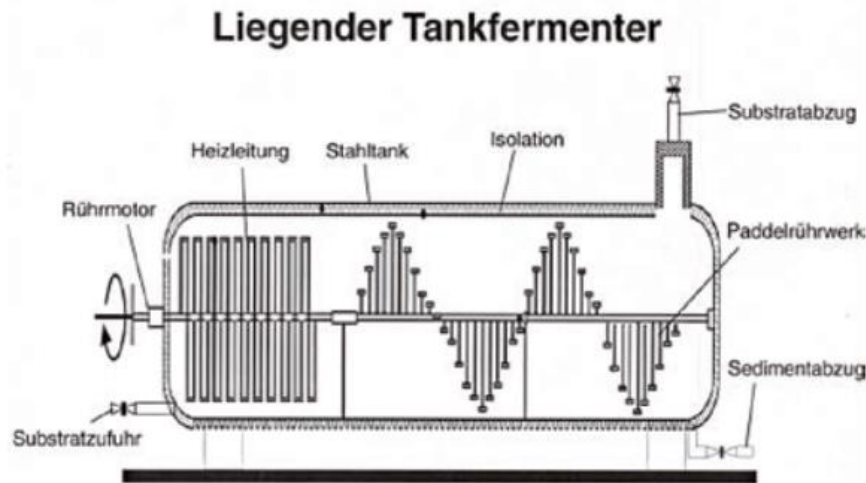 Liegender Tankfermenter
Substratabzug
Isolation
Heizleitung
Stahltank
Rührmotor
Paddelrührwerk
Sedimentabzug
Substratzufuhr